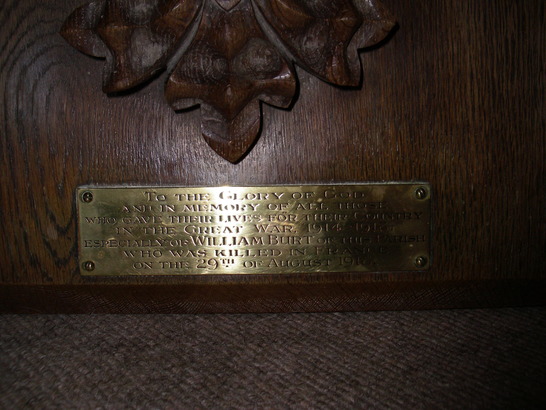 TO THE GLORY OF GOD
AND IN MEMORY OF ALL THOSE
WHO GAVE THEIR LIVES FOR THEIR COUNTRY
IN THE GREAT WAR, 1914-
ESPECIALLY OF WILLIAM BURT OF THIS PARISH
WHO WAS KILLED IN FRANCE
ON THE 29TH OF AUGUST